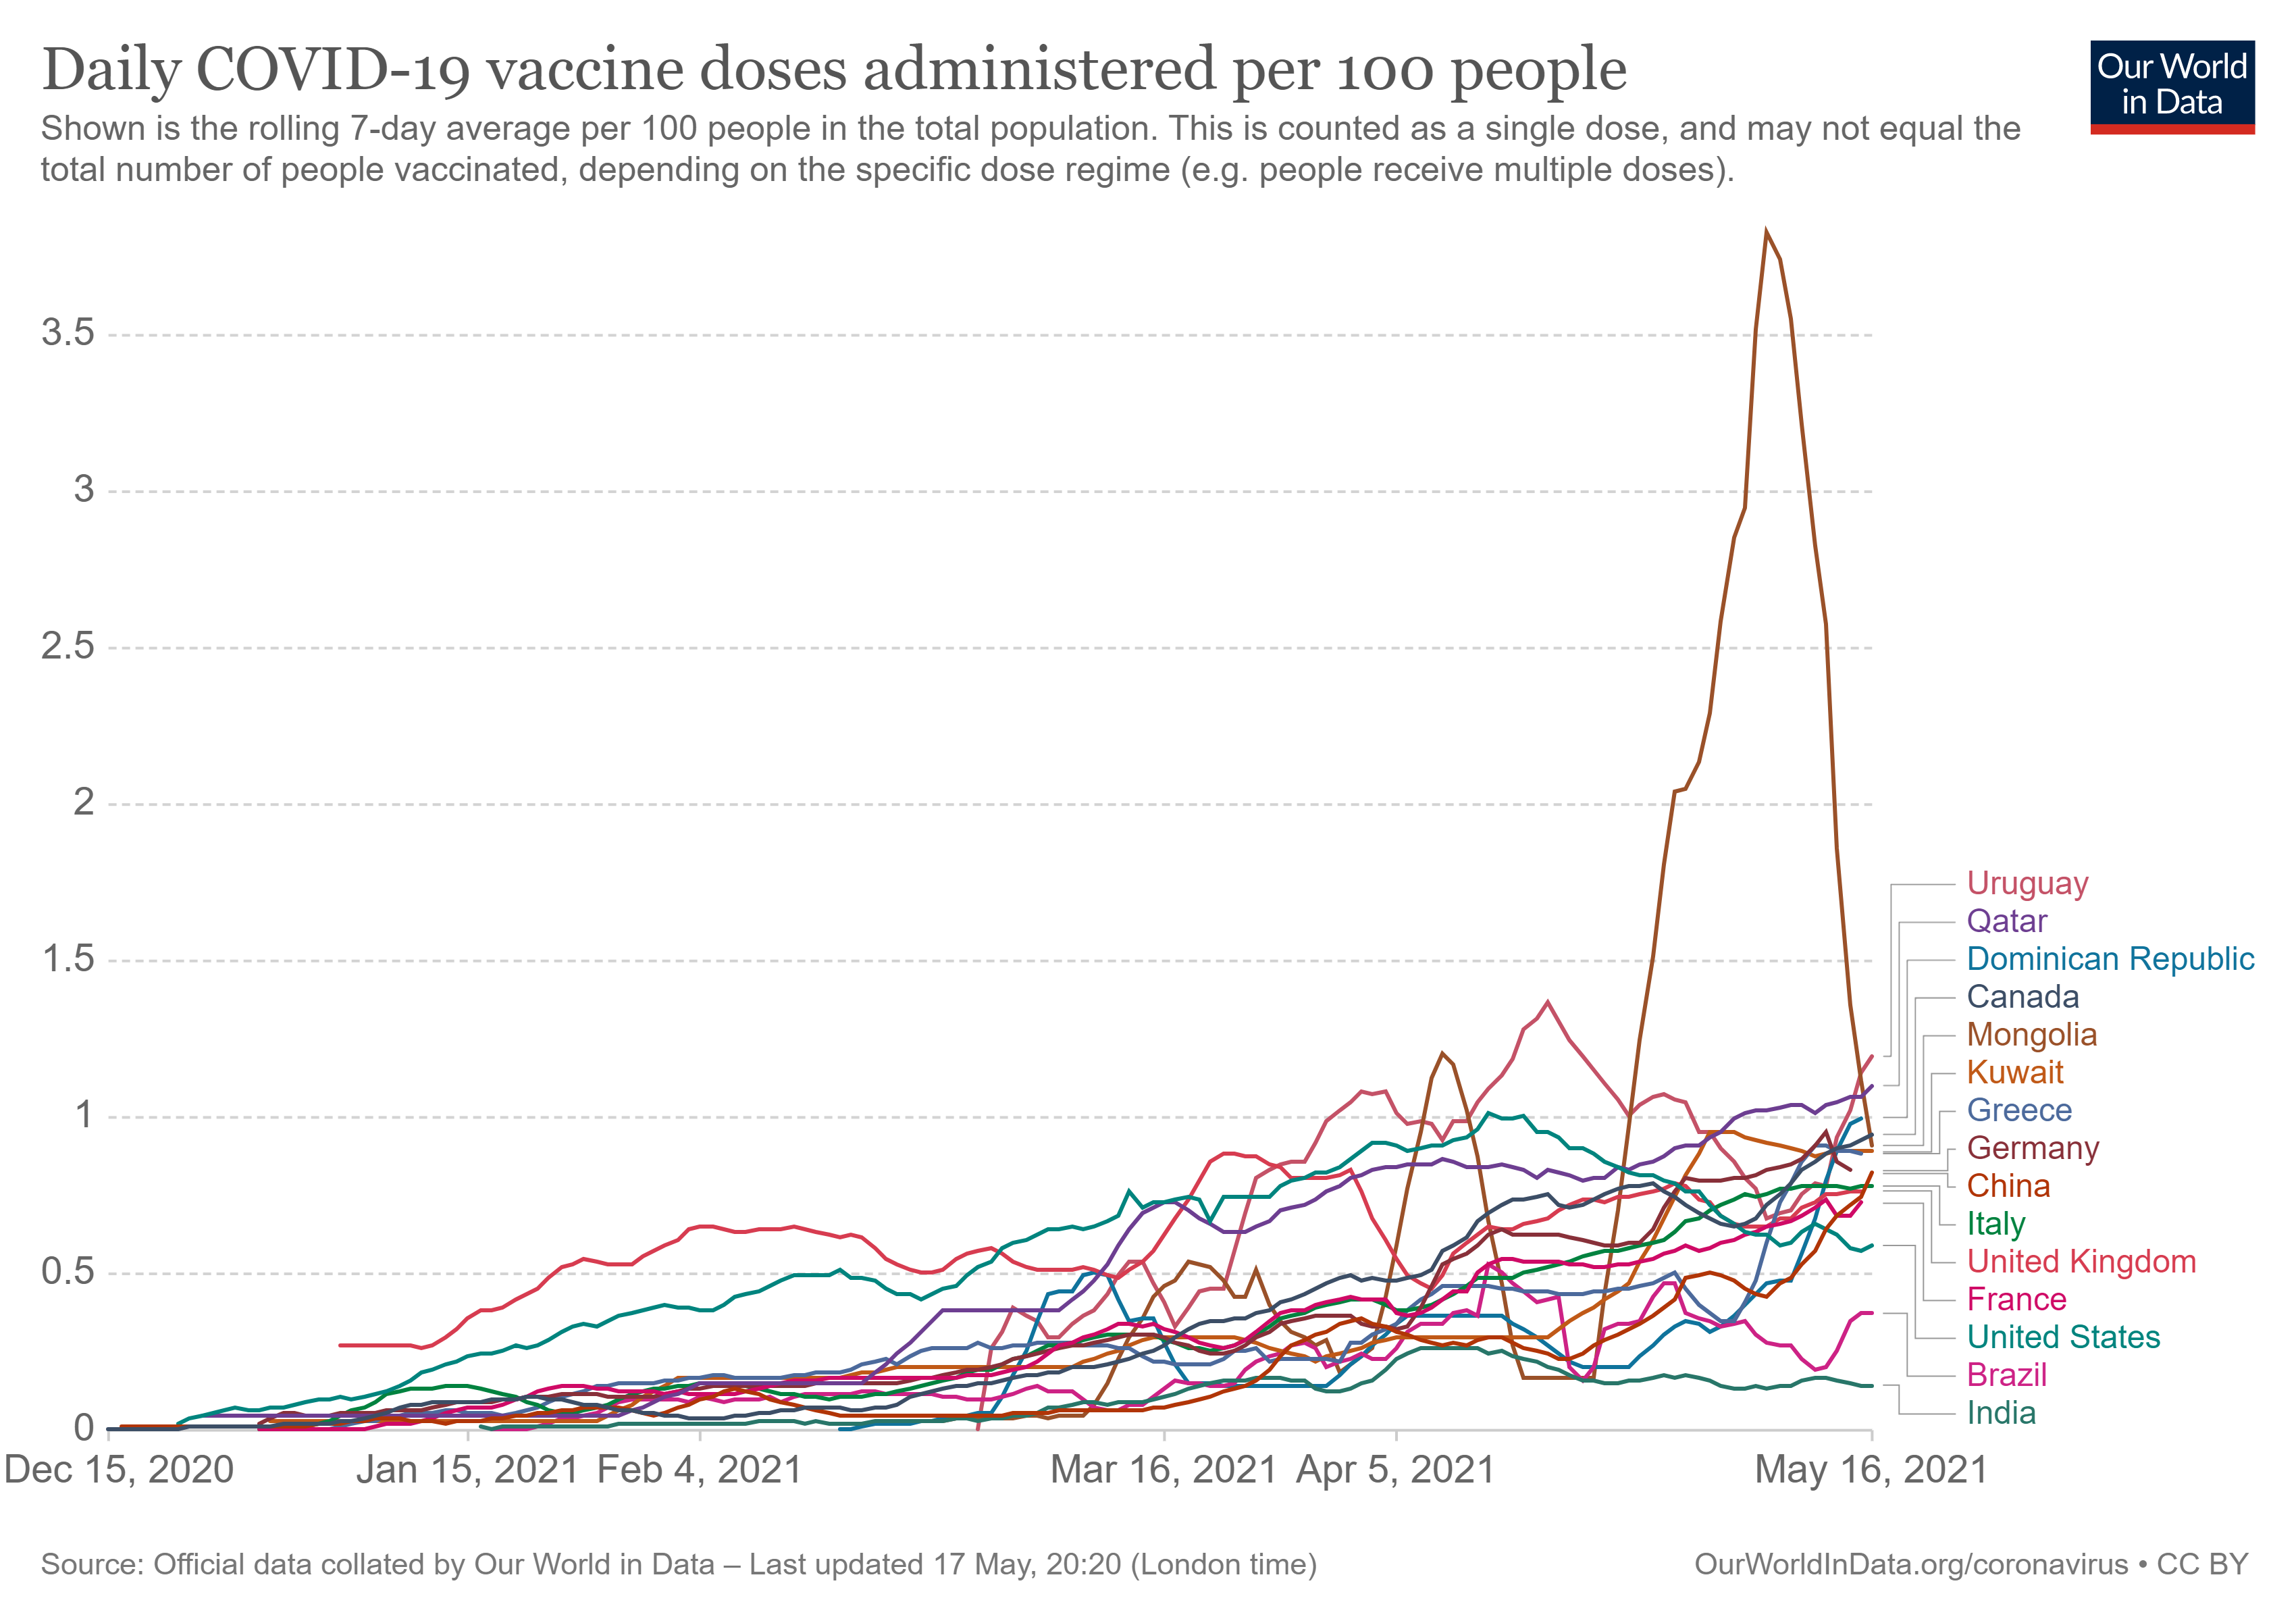 Daily COVID-19 vaccine doses administered per 100 people
Our World
in Data
Shown is the rolling 7-day average per 100 people in the total population. This is counted as a single dose, and may not equal the
total number of people vaccinated, depending on the specific dose regime (e.g. people receive multiple doses).
3.5
3
2.5
2
1.5
1
0.5
0
Uruguay
Qatar
Dominican Republic
Canada
Mongolia
Kuwait
Greece
Germany
China
Italy
United Kingdom
France
United States
Brazil
India
Dec 15, 2020
Jan 15, 2021
Feb 4, 2021
Mar 16, 2021
Apr 5, 2021
May 16, 2021
Source: Official data collated by Our World in Data – Last updated 17 May, 20:20 (London time)
OurWorldInData.org/coronavirus • CC BY